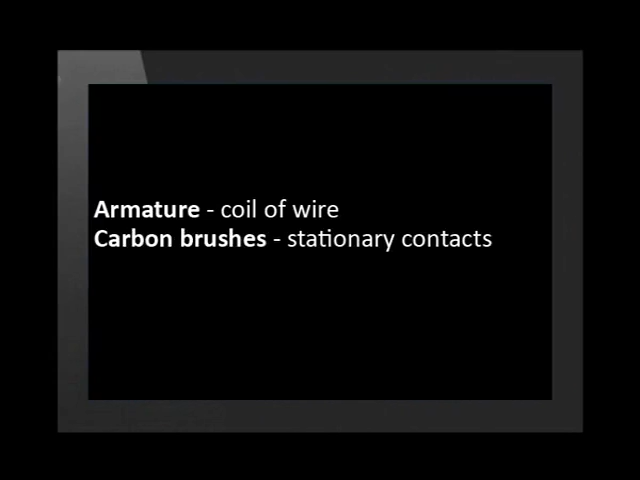 Armature - coil of wire
Carbon brushes - stationary contacts